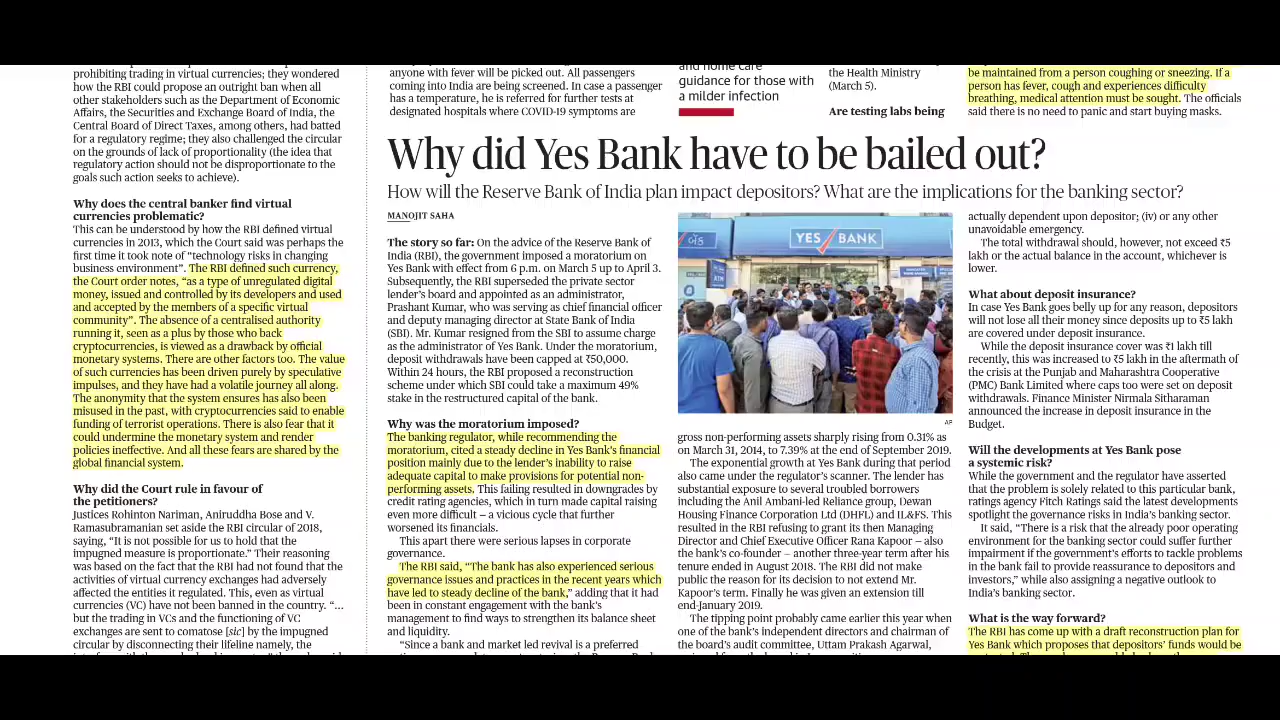 prohibiting trading in virtual currencies; they wondered
how the RBI could propose an outright ban when all
other stakeholders such as the Department of Economic
Affairs, the Securities and Exchange Board of India, the
Central Board of Direct Taxes, among others, had batted
for a regulatory regime; they also challenged the circular
on the grounds of lack of proportionality (the idea that
regulatory action should not be disproportionate to the
goals such action seeks to achieve).
Why does the central banker find virtual
currencies problematic?
This can be understood by how the RBI defined virtual
currencies in 2013, which the Court said was perhaps the
first time it took note of “technology risks in changing
business environment”. The RBI defined such currency,
the Court order notes, “as a type of unregulated digital
money, issued and controlled by its developers and used
and accepted by the members of a specific virtual
community”. The absence of a centralised authority
running it, seen as a plus by those who back
cryptocurrencies, is viewed as a drawback by official
monetary systems. There are other factors too. The value
of such currencies has been driven purely by speculative
impulses, and they have had a volatile journey all along.
The anonymity that the system ensures has also been
misused in the past, with cryptocurrencies said to enable
funding of terrorist operations. There is also fear that it
could undermine the monetary system and render
policies ineffective. And all these fears are shared by the
global financial system.
Why did the Court rule in favour of
the petitioners?
Justices Rohinton Nariman, Aniruddha Bose and V.
Ramasubramanian set aside the RBI circular of 2018,
saying, “It is not possible for us to hold that the
impugned measure is proportionate.” Their reasoning
was based on the fact that the RBI had not found that the
activities of virtual currency exchanges had adversely
affected the entities it regulated. This, even as virtual
currencies (VC) have not been banned in the country. “...
but the trading in VCs and the functioning of VC
exchanges are sent to comatose [sic] by the impugned
circular by disconnecting their lifeline namely, the
anyone with fever will be picked out. All passengers
coming into India are being screened. In case a passenger
has a temperature, he is referred for further tests at
designated hospitals where COVID-19 symptoms are
and home care
guidance for those with
a milder infection
the Health Ministry
(March 5).
Are testing labs being
be maintained from a person coughing or sneezing. If a
person has fever, cough and experiences difficulty
breathing, medical attention must be sought. The officials
said there is no need to panic and start buying masks.
Why did Yes Bank have to be bailed out?
How will the Reserve Bank of India plan impact depositors? What are the implications for the banking sector?
MANOJIT SAHA
The story so far: On the advice of the Reserve Bank of
India (RBI), the government imposed a moratorium on
Yes Bank with effect from 6 p.m. on March 5 up to April 3.
Subsequently, the RBI superseded the private sector
lender’s board and appointed as an administrator,
Prashant Kumar, who was serving as chief financial officer
and deputy managing director at State Bank of India
(SBI). Mr. Kumar resigned from the SBI to assume charge
as the administrator of Yes Bank. Under the moratorium,
deposit withdrawals have been capped at ₹50,000.
Within 24 hours, the RBI proposed a reconstruction
scheme under which SBI could take a maximum 49%
stake in the restructured capital of the bank.
Why was the moratorium imposed?
The banking regulator, while recommending the
moratorium, cited a steady decline in Yes Bank’s financial
position mainly due to the lender’s inability to raise
adequate capital to make provisions for potential non-
performing assets. This failing resulted in downgrades by
credit rating agencies, which in turn made capital raising
even more difficult – a vicious cycle that further
worsened its financials.
This apart there were serious lapses in corporate
governance.
The RBI said, “The bank has also experienced serious
governance issues and practices in the recent years which
have led to steady decline of the bank,” adding that it had
been in constant engagement with the bank’s
management to find ways to strengthen its balance sheet
and liquidity.
“Since a bank and market led revival is a preferred
YES BANK
ATM
AP
gross non-performing assets sharply rising from 0.31% as
on March 31, 2014, to 7.39% at the end of September 2019.
The exponential growth at Yes Bank during that period
also came under the regulator’s scanner. The lender has
substantial exposure to several troubled borrowers
including the Anil Ambani-led Reliance group, Dewan
Housing Finance Corporation Ltd (DHFL) and IL&FS. This
resulted in the RBI refusing to grant its then Managing
Director and Chief Executive Officer Rana Kapoor – also
the bank’s co-founder – another three-year term after his
tenure ended in August 2018. The RBI did not make
public the reason for its decision to not extend Mr.
Kapoor’s term. Finally he was given an extension till
end-January 2019.
The tipping point probably came earlier this year when
one of the bank’s independent directors and chairman of
the board’s audit committee, Uttam Prakash Agarwal,
actually dependent upon depositor; (iv) or any other
unavoidable emergency.
The total withdrawal should, however, not exceed ₹5
lakh or the actual balance in the account, whichever is
lower.
What about deposit insurance?
In case Yes Bank goes belly up for any reason, depositors
will not lose all their money since deposits up to ₹5 lakh
are covered under deposit insurance.
While the deposit insurance cover was ₹1 lakh till
recently, this was increased to ₹5 lakh in the aftermath of
the crisis at the Punjab and Maharashtra Cooperative
(PMC) Bank Limited where caps too were set on deposit
withdrawals. Finance Minister Nirmala Sitharaman
announced the increase in deposit insurance in the
Budget.
Will the developments at Yes Bank pose
a systemic risk?
While the government and the regulator have asserted
that the problem is solely related to this particular bank,
ratings agency Fitch Ratings said the latest developments
spotlight the governance risks in India’s banking sector.
It said, “There is a risk that the already poor operating
environment for the banking sector could suffer further
impairment if the government’s efforts to tackle problems
in the bank fail to provide reassurance to depositors and
investors,” while also assigning a negative outlook to
India’s banking sector.
What is the way forward?
The RBI has come up with a draft reconstruction plan for
Yes Bank which proposes that depositors’ funds would be